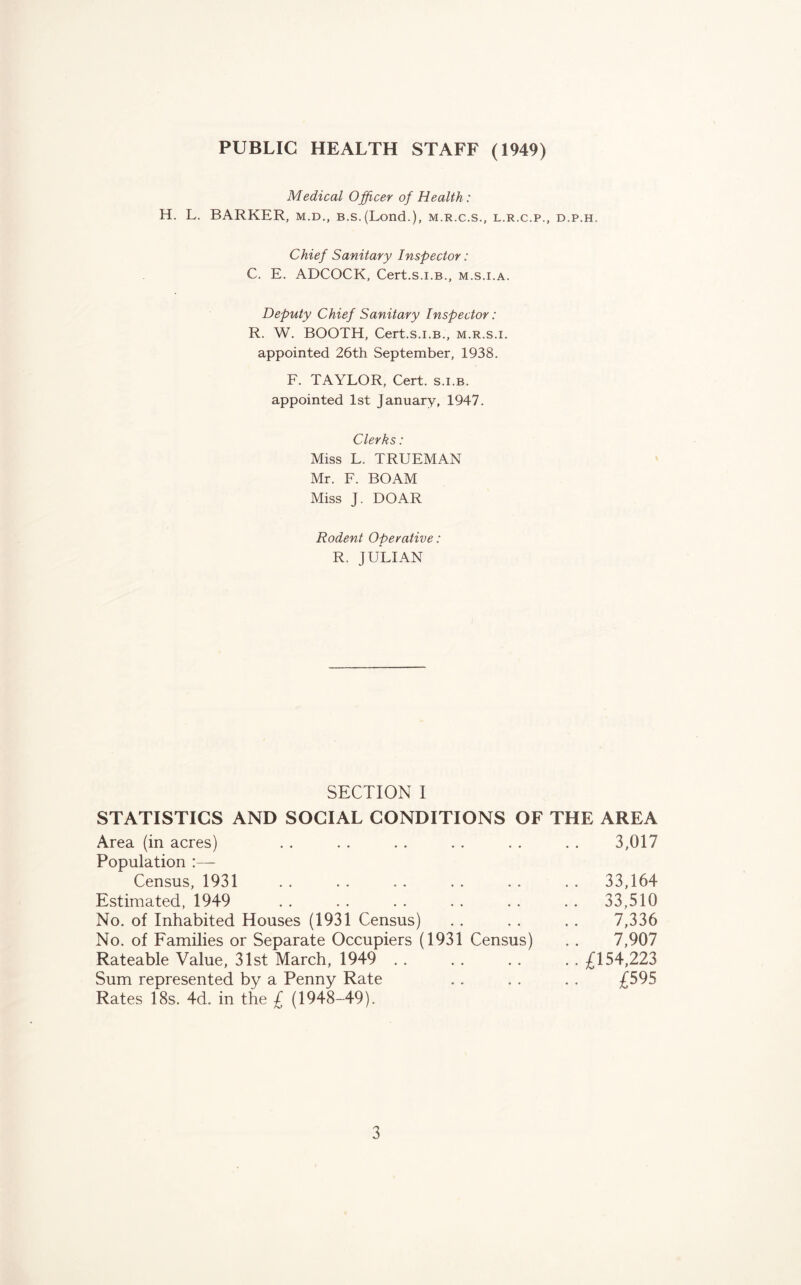 PUBLIC HEALTH STAFF (1949)
Medical Officer of Health:
H. L. BARKER, M.D., B.S.(Lond.), M.R.C.S., L.R.C.P., D.P.H.
Chief Sanitary Inspector:
C. E. ADCOCK, Cert.S.I.B., M.S.I.A.
Deputy Chief Sanitary Inspector:
R. W. BOOTH, Cert.S.I.B., M.R.S.I.
appointed 26th September, 1938.
F. TAYLOR, Cert. S.I.B.
appointed 1st January, 1947.
Clerks:
Miss L. TRUEMAN
Mr. F. BOAM
Miss J. DOAR
Rodent Operative:
R. JULIAN
SECTION I
STATISTICS AND SOCIAL CONDITIONS OF THE AREA
Area (in acres) .. .. .. .. .. .. 3,017
Population :—
Census, 1931 .. .. .. .. .. .. 33,164
Estimated, 1949 .. .. .. .. .. .. 33,510
No. of Inhabited Houses (1931 Census) .. .. .. 7,336
No. of Families or Separate Occupiers (1931 Census) .. 7,907
Rateable Value, 31st March, 1949 .. .. .. .. £154,223
Sum represented by a Penny Rate .. .. .. £595
Rates 18s. 4d. in the £ (1948-49).
3